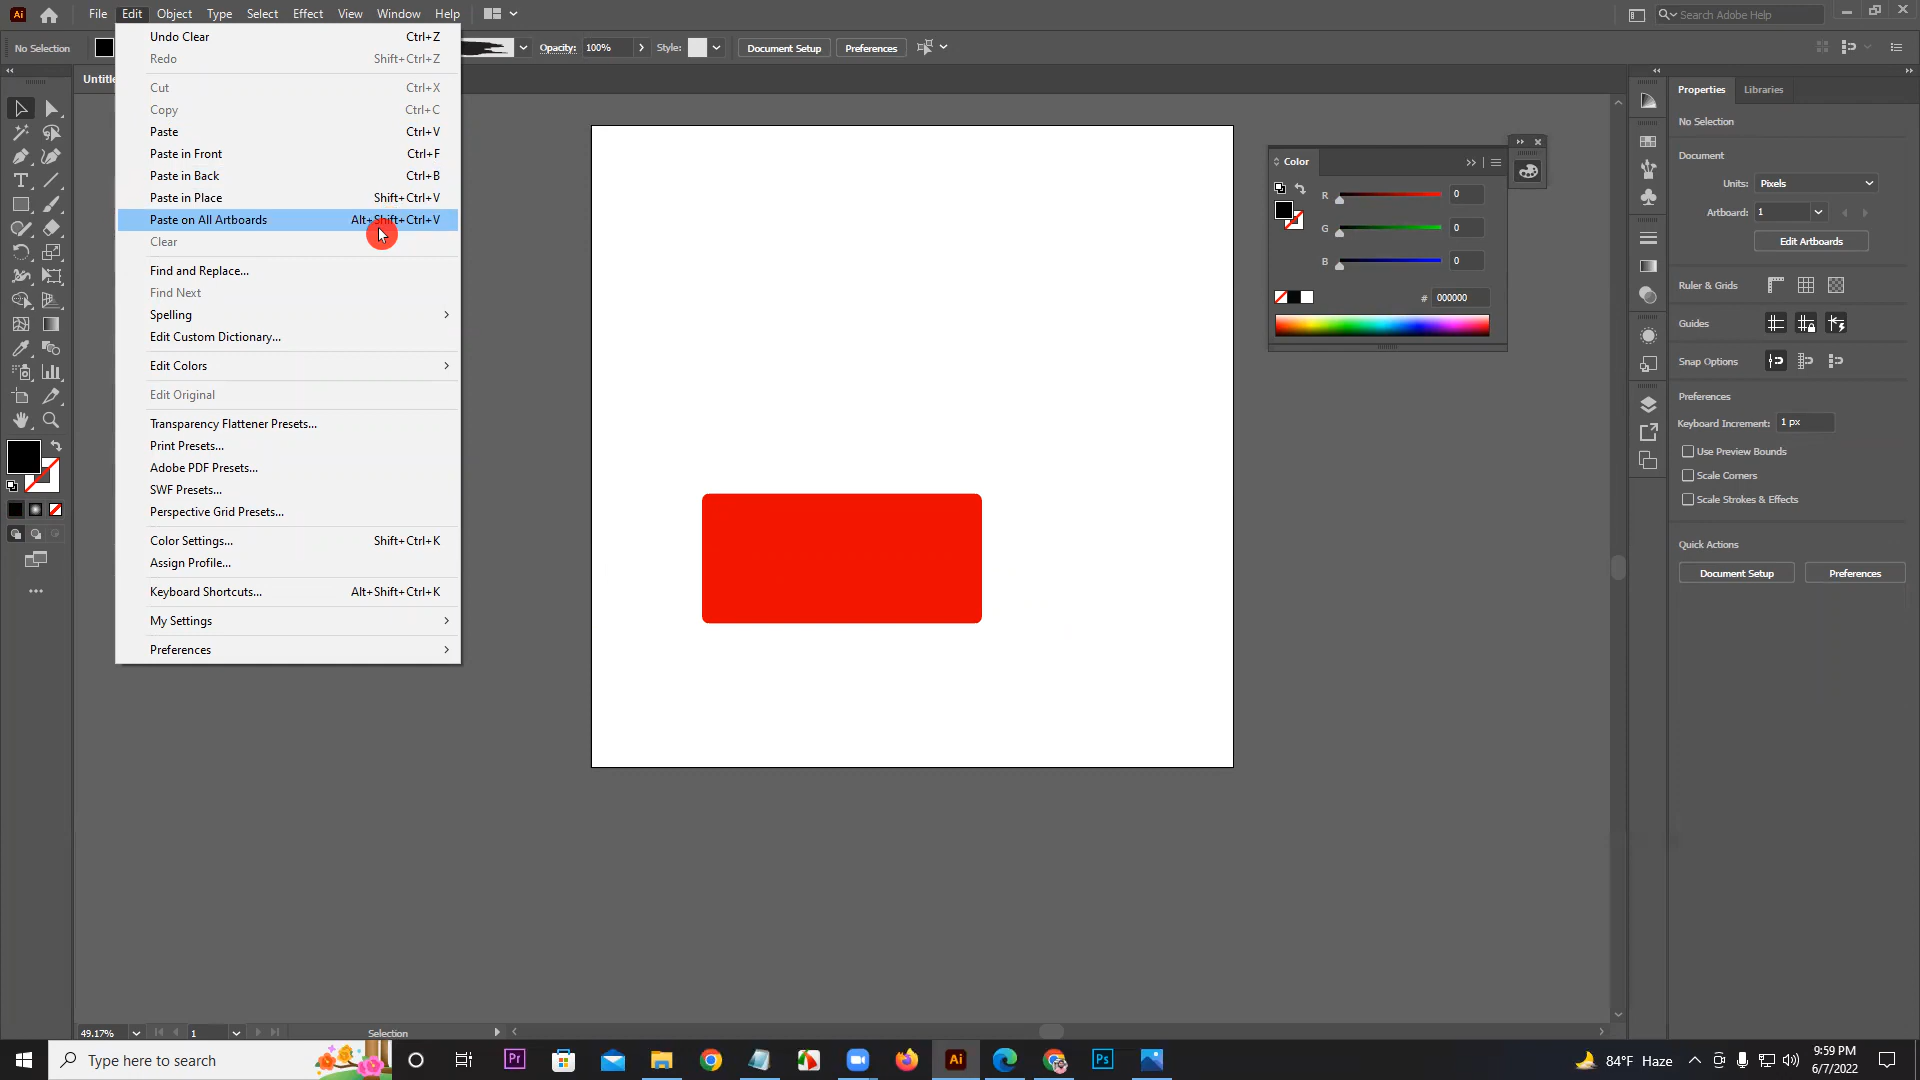 Ai File Edit Object Type Select Effect View Window Help Search Adobe Help
No Selection Opacity: 100% Style: Document Setup Preferences
Undo Clear Ctrl+Z
Redo Shift+Ctrl+Z
Cut Ctrl+X
Copy Ctrl+C
Paste Ctrl+V
Paste in Front Ctrl+F
Paste in Back Ctrl+B
Paste in Place Shift+Ctrl+V
Paste on All Artboards Alt+Shift+Ctrl+V
Clear
Find and Replace...
Find Next
Spelling
Edit Custom Dictionary...
Edit Colors
Edit Original
Transparency Flattener Presets...
Print Presets...
Adobe PDF Presets...
SWF Presets...
Perspective Grid Presets...
Color Settings... Shift+Ctrl+K
Assign Profile...
Keyboard Shortcuts... Alt+Shift+Ctrl+K
My Settings
Preferences
Color
R 0
G 0
B 0
# 000000
Properties Libraries
No Selection
Document
Units: Pixels
Artboard: 1
Edit Artboards
Ruler & Grids
Guides
Snap Options
Preferences
Keyboard Increment: 1 px
Use Preview Bounds
Scale Corners
Scale Strokes & Effects
Quick Actions
Document Setup Preferences
49.17% 1 Selection
Type here to search Pr Ai Ps 84°F Haze 9:59 PM
6/7/2022